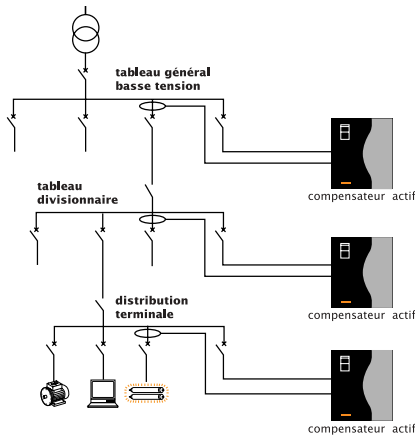 tableau général
basse tension
compensateur actif
tableau
divisionnaire
compensateur actif
distribution
terminale
compensateur actif